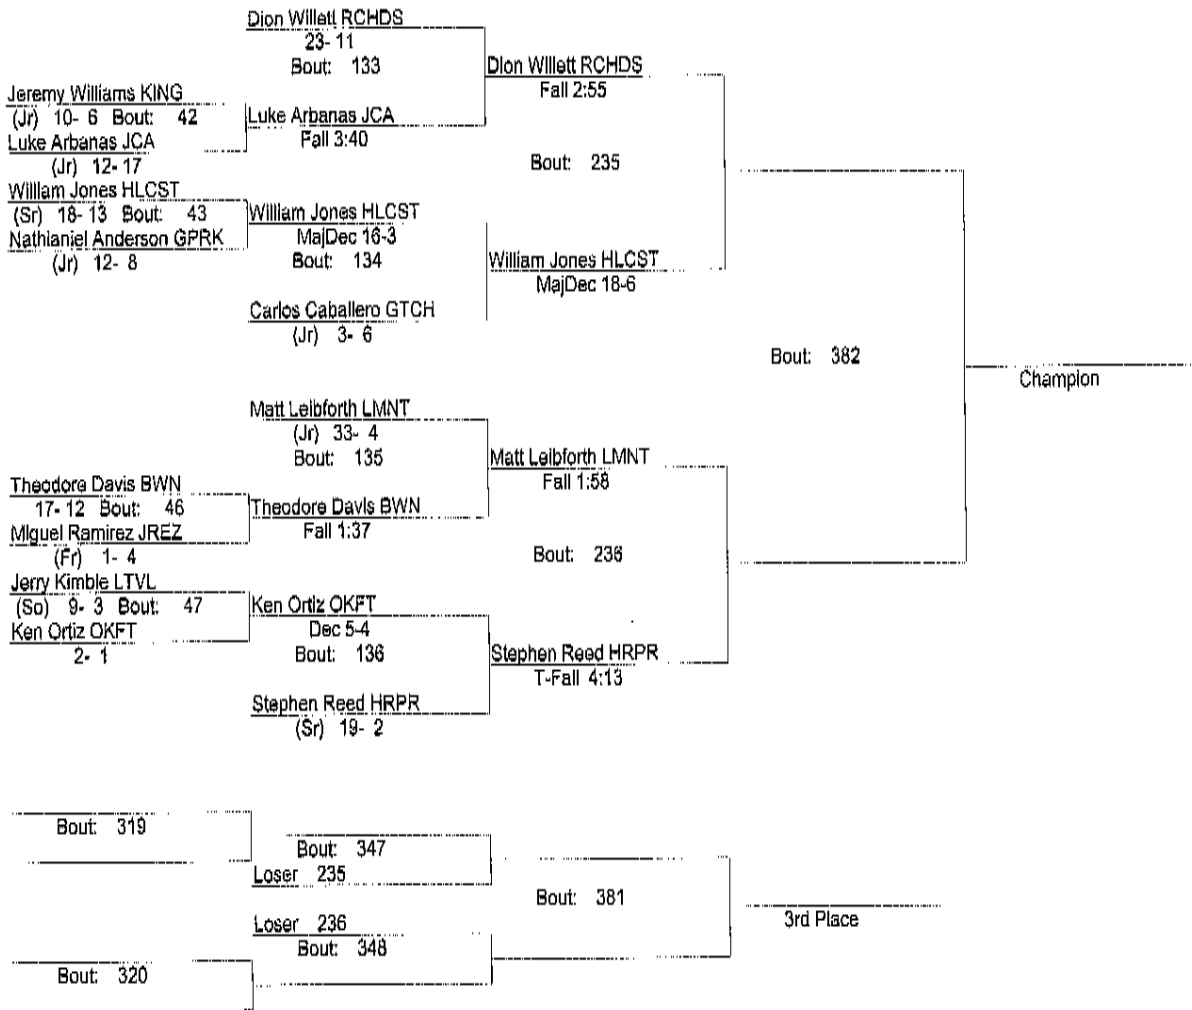 Dion Willett RCHDS
23- 11
Bout: 133
Dion Willett RCHDS
Fall 2:55
Jeremy Williams KING
(Jr) 10- 6 Bout: 42
Luke Arbanas JCA
Fall 3:40
Luke Arbanas JCA
(Jr) 12- 17
Bout: 235
William Jones HLCST
(Sr) 18- 13 Bout: 43
William Jones HLCST
MajDec 16-3
Nathianiel Anderson GPRK
(Jr) 12- 8
Bout: 134
William Jones HLCST
MajDec 18-6
Carlos Caballero GTCH
(Jr) 3- 6
Bout: 382
Champion
Matt Leibforth LMNT
(Jr) 33- 4
Bout: 135
Matt Leibforth LMNT
Fall 1:58
Theodore Davis BWN
17- 12 Bout: 46
Theodore Davis BWN
Fall 1:37
Miguel Ramirez JREZ
(Fr) 1- 4
Bout: 236
Jerry Kimble LTVL
(So) 9- 3 Bout: 47
Ken Ortiz OKFT
Dec 5-4
Ken Ortiz OKFT
2- 1
Bout: 136
Stephen Reed HRPR
T-Fall 4:13
Stephen Reed HRPR
(Sr) 19- 2
Bout: 319
Bout: 347
Loser 235
Bout: 381
3rd Place
Loser 236
Bout: 348
Bout: 320